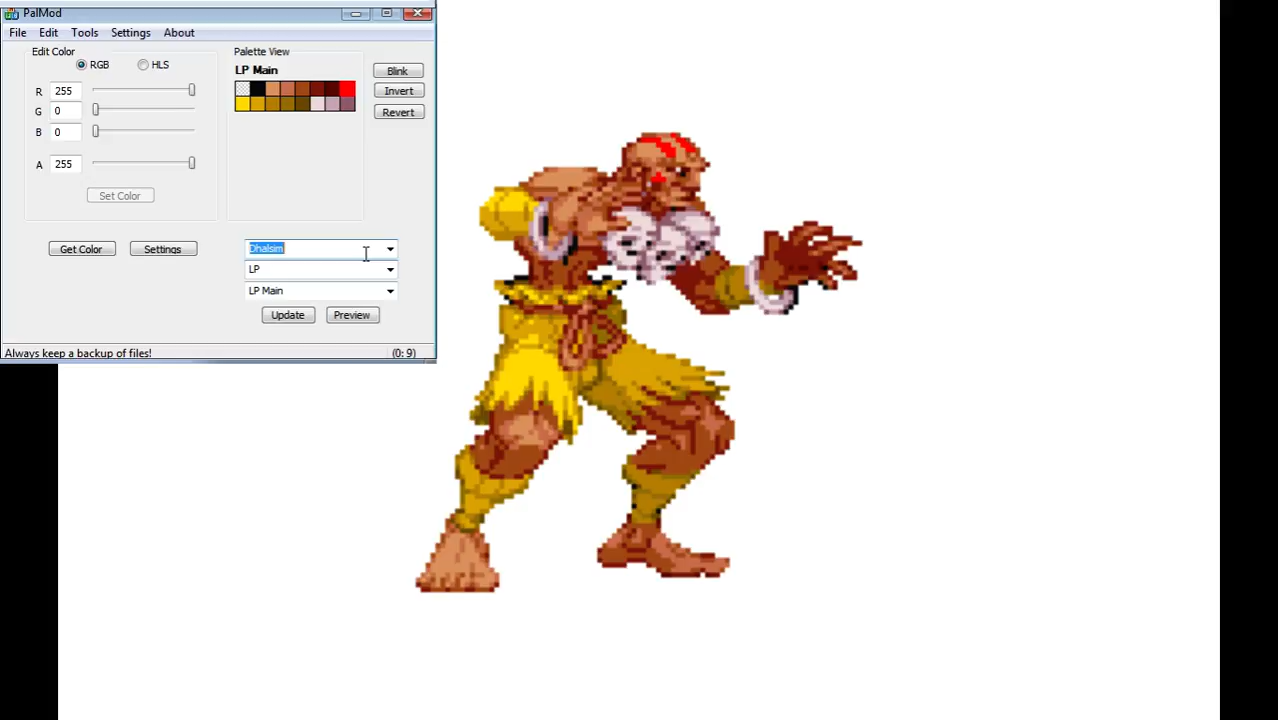 PalMod
File Edit Tools Settings About
Edit Color
RGB HLS
R 255
G 0
B 0
A 255
Set Color
Palette View
LP Main
Blink
Invert
Revert
Get Color Settings
Dhalsim
LP
LP Main
Update Preview
Always keep a backup of files! (0: 9)